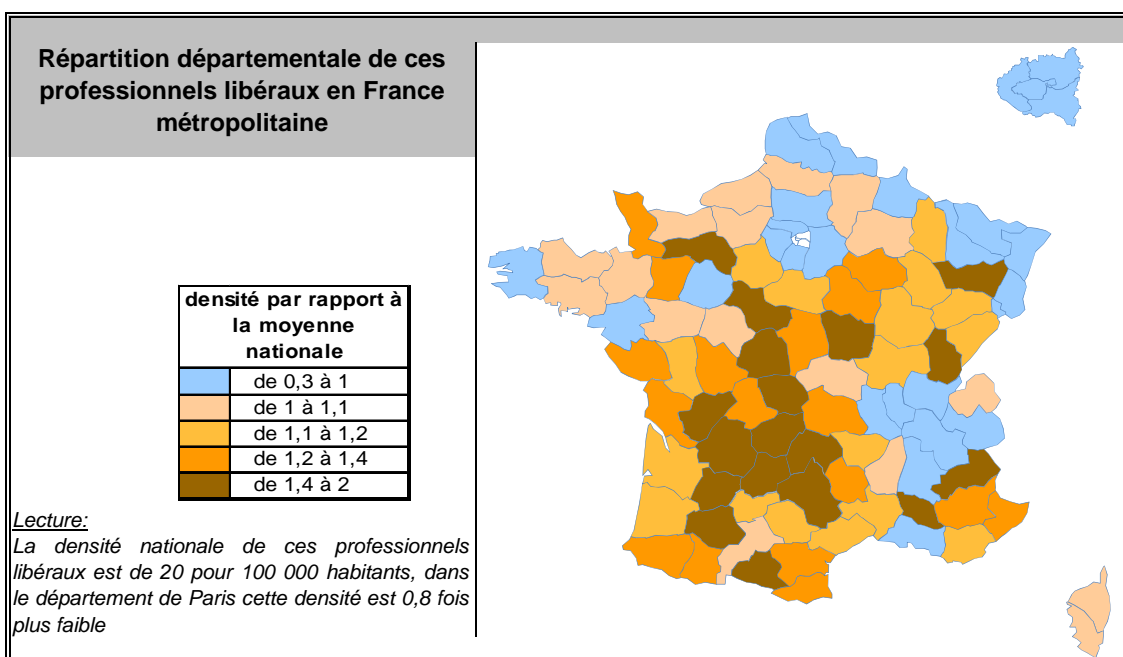 Répartition départementale de ces
professionnels libéraux en France
métropolitaine
densité par rapport à
la moyenne
nationale
de 0,3 à 1
de 1 à 1,1
de 1,1 à 1,2
de 1,2 à 1,4
de 1,4 à 2
Lecture:
La densité nationale de ces professionnels
libéraux est de 20 pour 100 000 habitants, dans
le département de Paris cette densité est 0,8 fois
plus faible